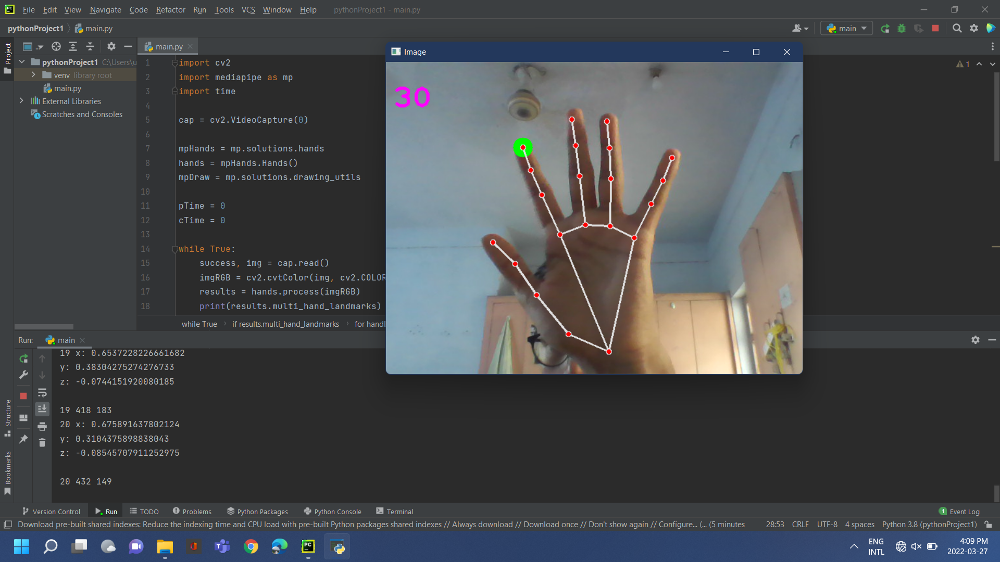 File Edit View Navigate Code Refactor Run Tools VCS Window Help pythonProject1 - main.py
pythonProject1 main.py
main
Project
pythonProject1 C:\Users\u
venv library root
main.py
External Libraries
Scratches and Consoles
main.py
1 import cv2
2 import mediapipe as mp
3 import time
4
5 cap = cv2.VideoCapture(0)
6
7 mpHands = mp.solutions.hands
8 hands = mpHands.Hands()
9 mpDraw = mp.solutions.drawing_utils
10
11 pTime = 0
12 cTime = 0
13
14 while True:
15 success, img = cap.read()
16 imgRGB = cv2.cvtColor(img, cv2.COLOR
17 results = hands.process(imgRGB)
18 print(results.multi_hand_landmarks)
while True › if results.multi_hand_landmarks › for handl
1
Image
30
Run: main
19 x: 0.6537228226661682
y: 0.38304275274276733
z: -0.0744151920080185
19 418 183
20 x: 0.675891637802124
y: 0.3104375898838043
z: -0.08545707911252975
20 432 149
Structure
Bookmarks
Version Control Run TODO Problems Python Packages Python Console Terminal 1 Event Log
Download pre-built shared indexes: Reduce the indexing time and CPU load with pre-built Python packages shared indexes // Always download // Download once // Don't show again // Configure... (... (5 minutes 28:53 CRLF UTF-8 4 spaces Python 3.8 (pythonProject1)
PC
ENG
INTL
4:09 PM
2022-03-27